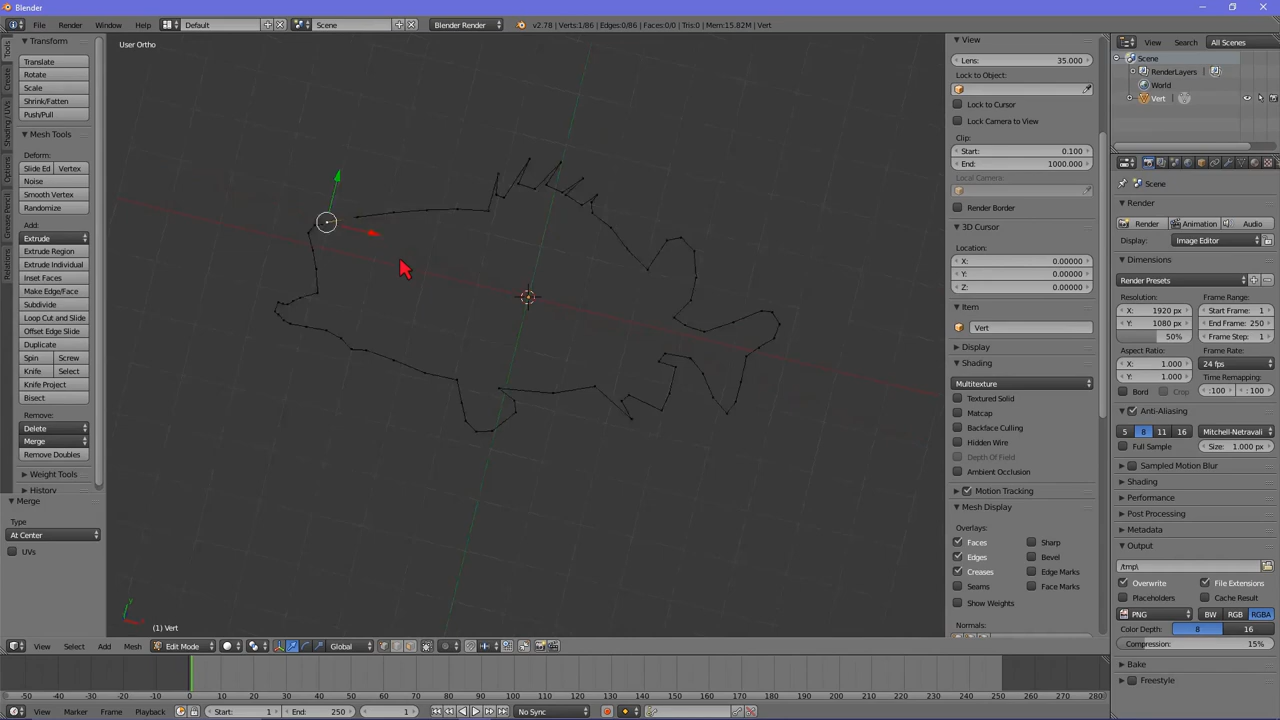 Blender
File Render Window Help Default Scene Blender Render v2.78 | Verts:1/86 | Edges:0/86 | Faces:0/0 | Tris:0 | Mem:15.82M | Vert
View Search All Scenes
Tools
Create
Shading / UVs
Options
Grease Pencil
Relations
Transform
Translate
Rotate
Scale
Shrink/Fatten
Push/Pull
Mesh Tools
Deform:
Slide Ed Vertex
Noise
Smooth Vertex
Randomize
Add:
Extrude
Extrude Region
Extrude Individual
Inset Faces
Make Edge/Face
Subdivide
Loop Cut and Slide
Offset Edge Slide
Duplicate
Spin Screw
Knife Select
Knife Project
Bisect
Remove:
Delete
Merge
Remove Doubles
Weight Tools
History
Merge
Type
At Center
UVs
User Ortho
(1) Vert
View
Lens: 35.000
Lock to Object:
Lock to Cursor
Lock Camera to View
Clip:
Start: 0.100
End: 1000.000
Local Camera:
Render Border
3D Cursor
Location:
X: 0.00000
Y: 0.00000
Z: 0.00000
Item
Vert
Display
Shading
Multitexture
Textured Solid
Matcap
Backface Culling
Hidden Wire
Depth Of Field
Ambient Occlusion
Motion Tracking
Mesh Display
Overlays:
Faces Sharp
Edges Bevel
Creases Edge Marks
Seams Face Marks
Show Weights
Normals:
Scene
RenderLayers
World
Vert
Scene
Render
Render Animation Audio
Display: Image Editor
Dimensions
Render Presets
Resolution: Frame Range:
X: 1920 px Start Frame: 1
Y: 1080 px End Frame: 250
50% Frame Step: 1
Aspect Ratio: Frame Rate:
X: 1.000 24 fps
Y: 1.000 Time Remapping:
Bord Crop :100 :100
Anti-Aliasing
5 8 11 16 Mitchell-Netravali
Full Sample Size: 1.000 px
Sampled Motion Blur
Shading
Performance
Post Processing
Metadata
Output
/tmp\
Overwrite File Extensions
Placeholders Cache Result
PNG BW RGB RGBA
Color Depth: 8 16
Compression: 15%
Bake
Freestyle
View Select Add Mesh Edit Mode Global
-50 -40 -30 -20 -10 0 10 20 30 40 50 60 70 80 90 100 110 120 130 140 150 160 170 180 190 200 210 220 230 240 250 260 270 280
View Marker Frame Playback Start: 1 End: 250 1 No Sync